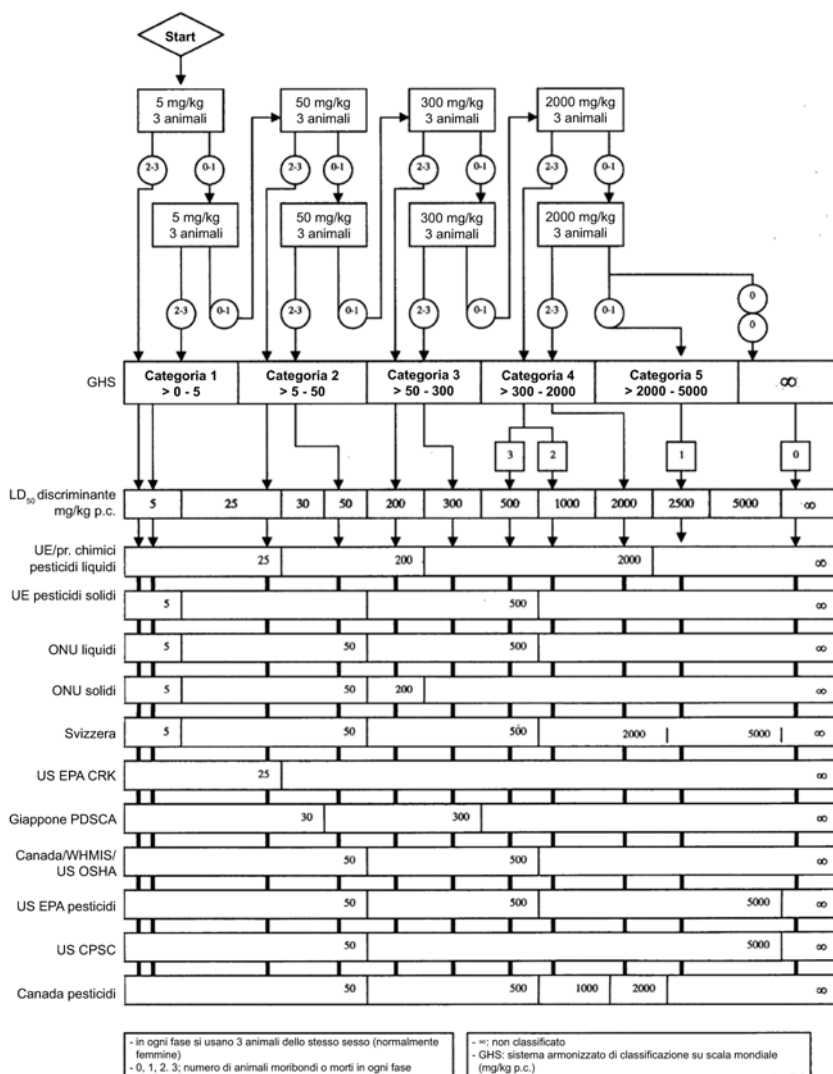 Start
5 mg/kg
3 animali
50 mg/kg
3 animali
300 mg/kg
3 animali
2000 mg/kg
3 animali
2-3
0-1
2-3
0-1
2-3
0-1
2-3
0-1
5 mg/kg
3 animali
50 mg/kg
3 animali
300 mg/kg
3 animali
2000 mg/kg
3 animali
2-3
0-1
2-3
0-1
2-3
0-1
2-3
0-1
0
0
GHS
Categoria 1
> 0 - 5
Categoria 2
> 5 - 50
Categoria 3
> 50 - 300
Categoria 4
> 300 - 2000
Categoria 5
> 2000 - 5000
∞
3
2
1
0
LD50 discriminante
mg/kg p.c.
5 25 30 50 200 300 500 1000 2000 2500 5000 ∞
UE/pr. chimici
pesticidi liquidi
25 200 2000 ∞
UE pesticidi solidi
5 500 ∞
ONU liquidi
5 50 500 ∞
ONU solidi
5 50 200 ∞
Svizzera
5 50 500 2000 5000 ∞
US EPA CRK
25 ∞
Giappone PDSCA
30 300 ∞
Canada/WHMIS/
US OSHA
50 500 ∞
US EPA pesticidi
50 500 5000 ∞
US CPSC
50 5000 ∞
Canada pesticidi
50 500 1000 2000 ∞
- in ogni fase si usano 3 animali dello stesso sesso (normalmente
femmine)
- 0, 1, 2. 3; numero di animali moribondi o morti in ogni fase
- ∞: non classificato
- GHS: sistema armonizzato di classificazione su scala mondiale
(mg/kg p.c.)